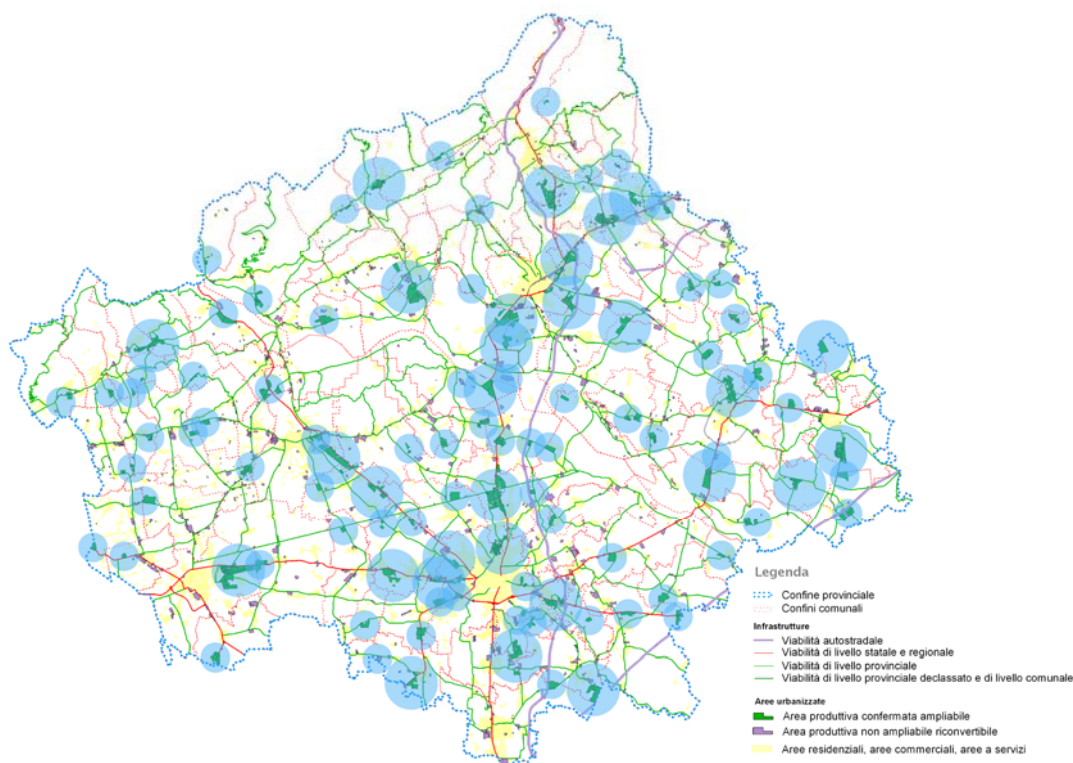 Legenda
Confine provinciale
Confini comunali
Infrastrutture
Viabilità autostradale
Viabilità di livello statale e regionale
Viabilità di livello provinciale
Viabilità di livello provinciale declassato e di livello comunale
Aree urbanizzate
Area produttiva confermata ampliabile
Area produttiva non ampliabile riconvertibile
Aree residenziali, aree commerciali, aree a servizi